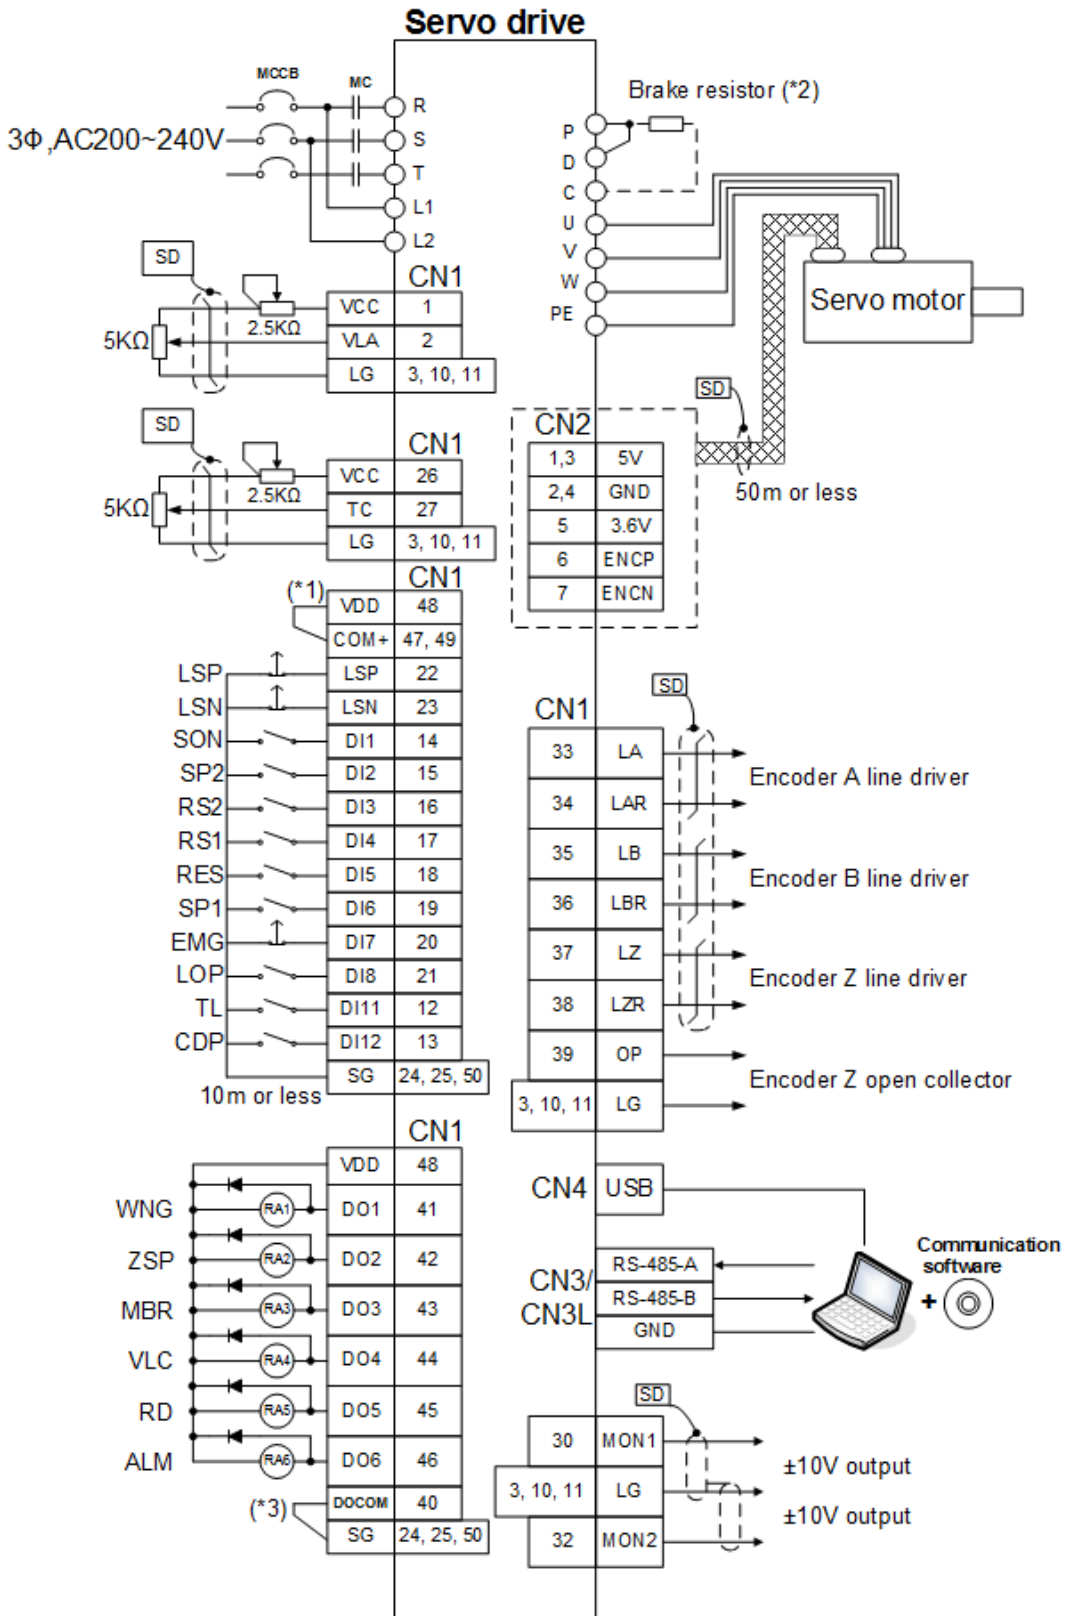 Servo drive
MCCB
MC
3Φ,AC200~240V
R
S
T
L1
L2
P
D
C
U
V
W
PE
Brake resistor (*2)
Servo motor
SD
CN1
5KΩ
2.5KΩ
VCC 1
VLA 2
LG 3, 10, 11
SD
CN1
5KΩ
2.5KΩ
VCC 26
TC 27
LG 3, 10, 11
SD
50m or less
CN2
1,3 5V
2,4 GND
5 3.6V
6 ENCP
7 ENCN
CN1
(*1)
VDD 48
COM+ 47, 49
LSP LSP 22
LSN LSN 23
SON DI1 14
SP2 DI2 15
RS2 DI3 16
RS1 DI4 17
RES DI5 18
SP1 DI6 19
EMG DI7 20
LOP DI8 21
TL DI11 12
CDP DI12 13
SG 24, 25, 50
10m or less
SD
CN1
33 LA
34 LAR
Encoder A line driver
35 LB
36 LBR
Encoder B line driver
37 LZ
38 LZR
Encoder Z line driver
39 OP
3, 10, 11 LG
Encoder Z open collector
CN1
VDD 48
WNG RA1 DO1 41
ZSP RA2 DO2 42
MBR RA3 DO3 43
VLC RA4 DO4 44
RD RA5 DO5 45
ALM RA6 DO6 46
(*3) DOCOM 40
SG 24, 25, 50
CN4 USB
CN3/
CN3L
RS-485-A
RS-485-B
GND
Communication
software
+
SD
30 MON1
3, 10, 11 LG
32 MON2
±10V output
±10V output